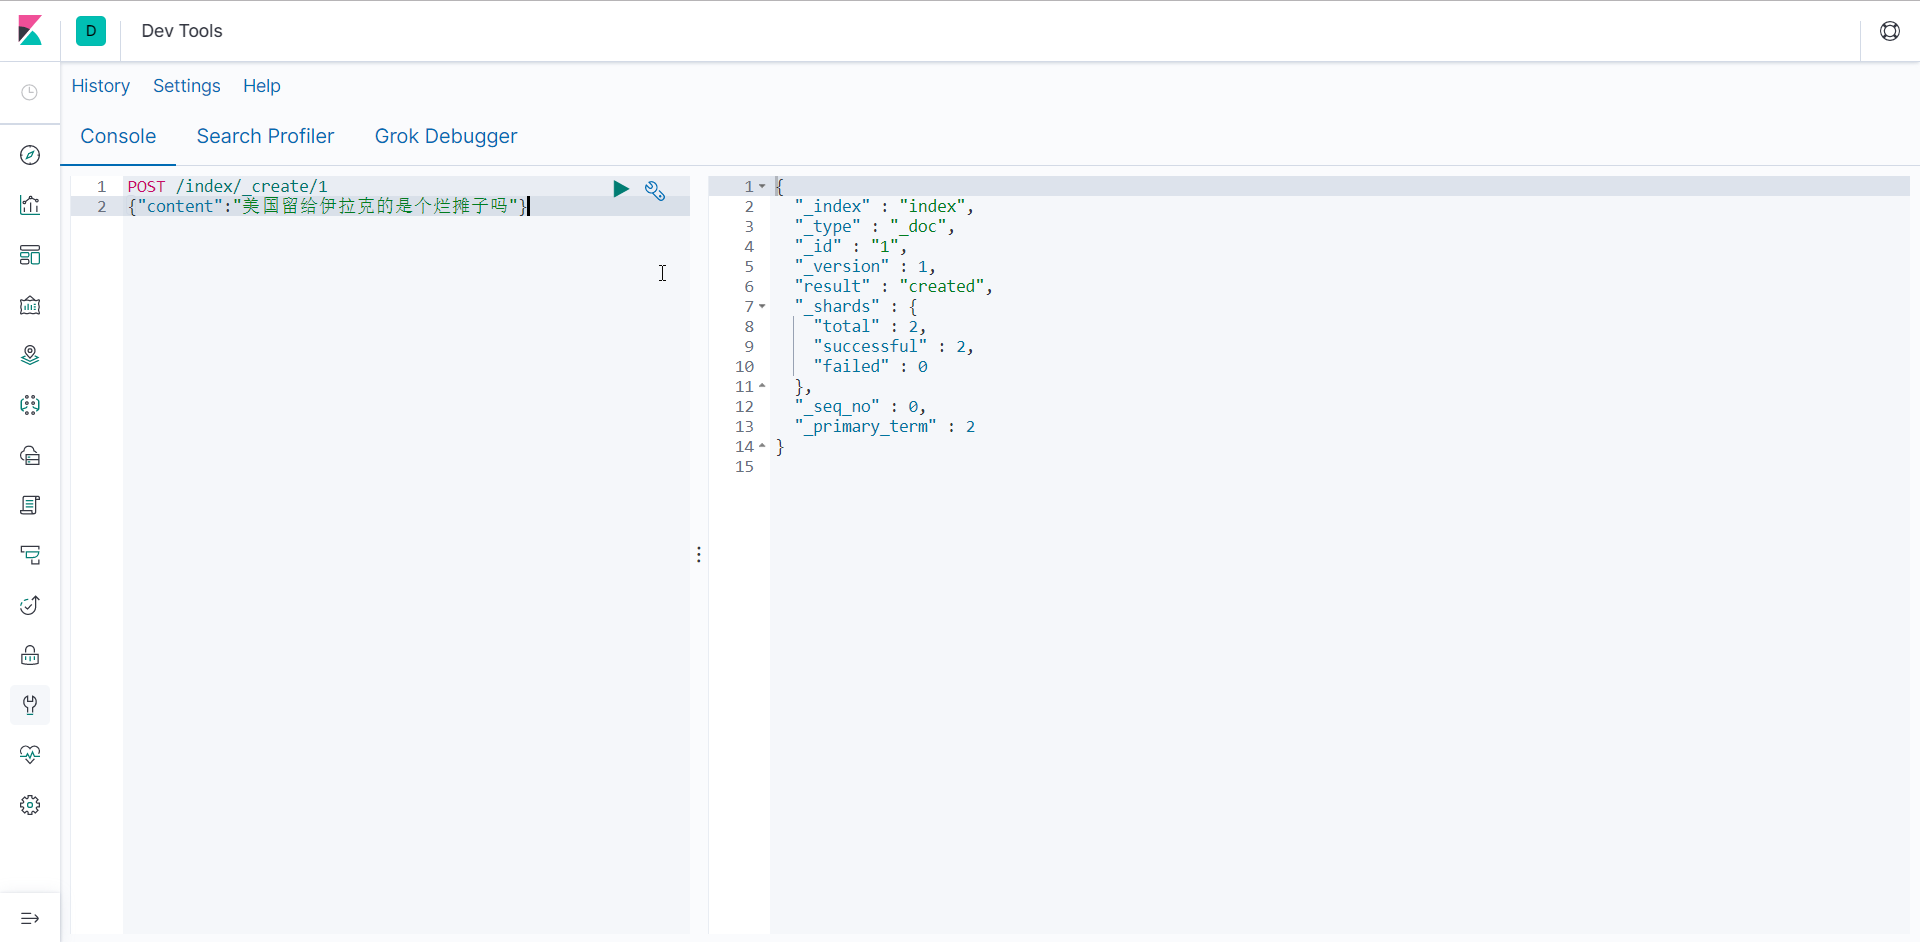 D
Dev Tools
History Settings Help
Console Search Profiler Grok Debugger
1 POST /index/_create/1
2 {"content":"美国留给伊拉克的是个烂摊子吗"}
1 {
2 "_index" : "index",
3 "_type" : "_doc",
4 "_id" : "1",
5 "_version" : 1,
6 "result" : "created",
7 "_shards" : {
8 "total" : 2,
9 "successful" : 2,
10 "failed" : 0
11 },
12 "_seq_no" : 0,
13 "_primary_term" : 2
14 }
15